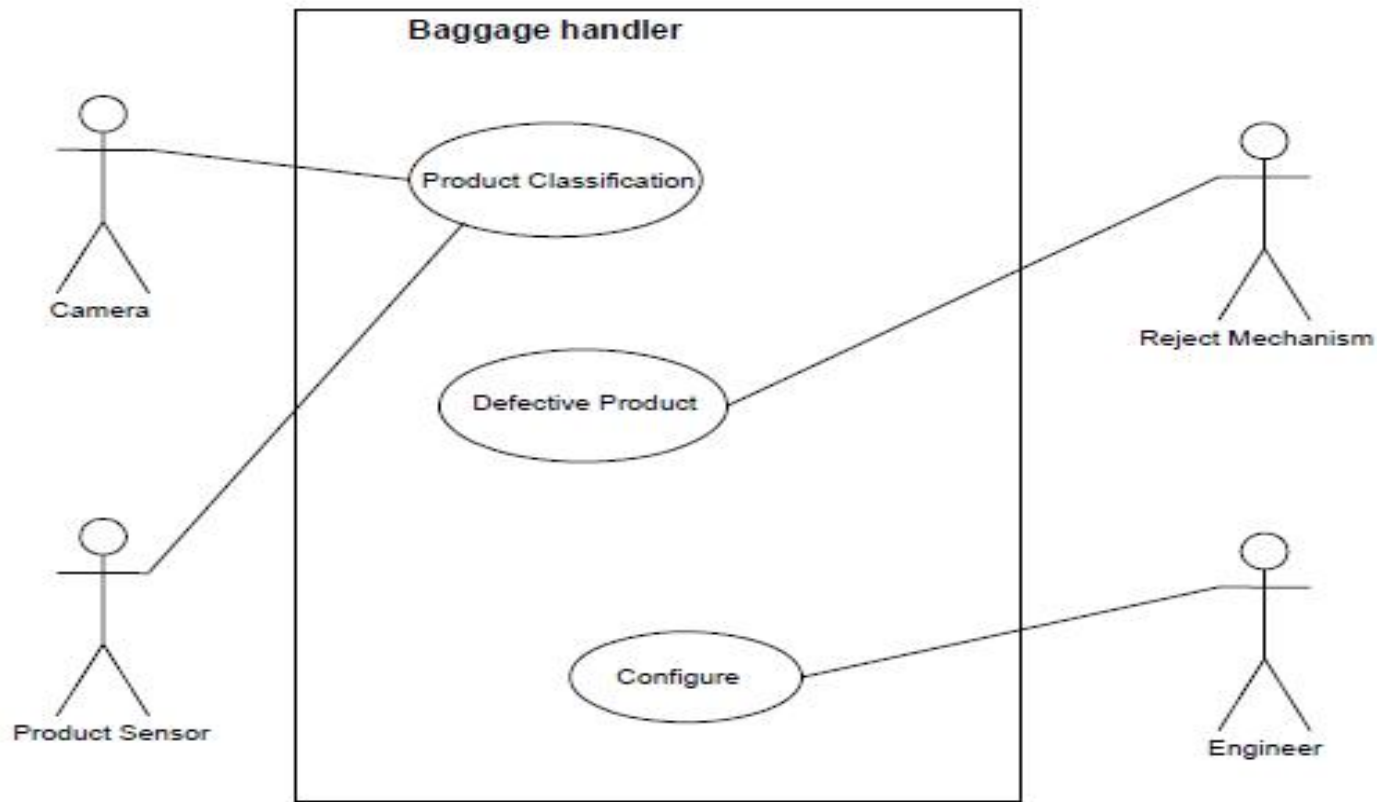 Baggage handler
Product Classification
Camera
Reject Mechanism
Defective Product
Configure
Product Sensor
Engineer